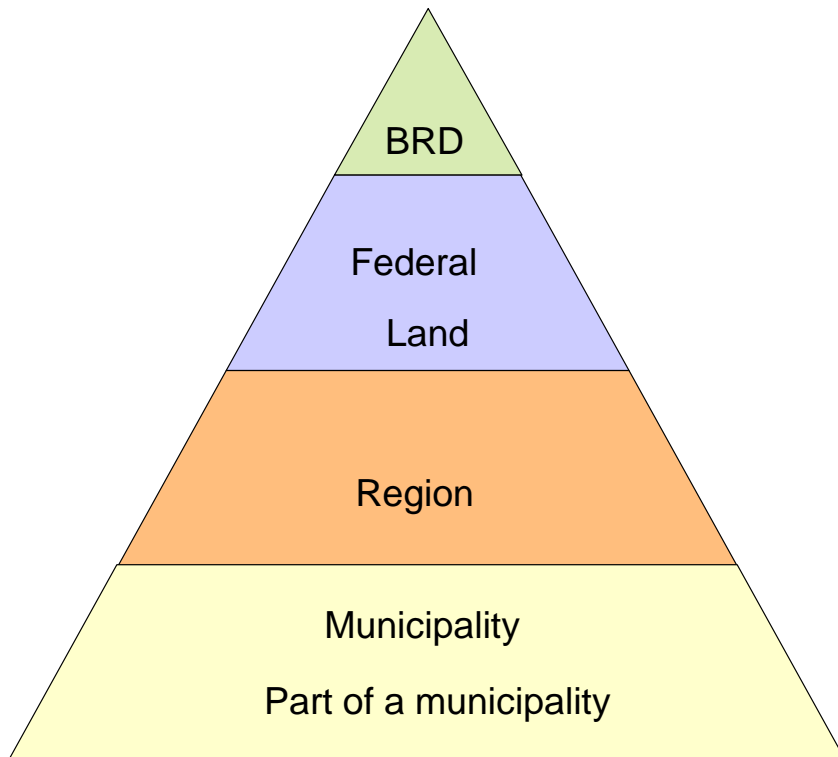 BRD
Federal
Land
Region
Municipality
Part of a municipality